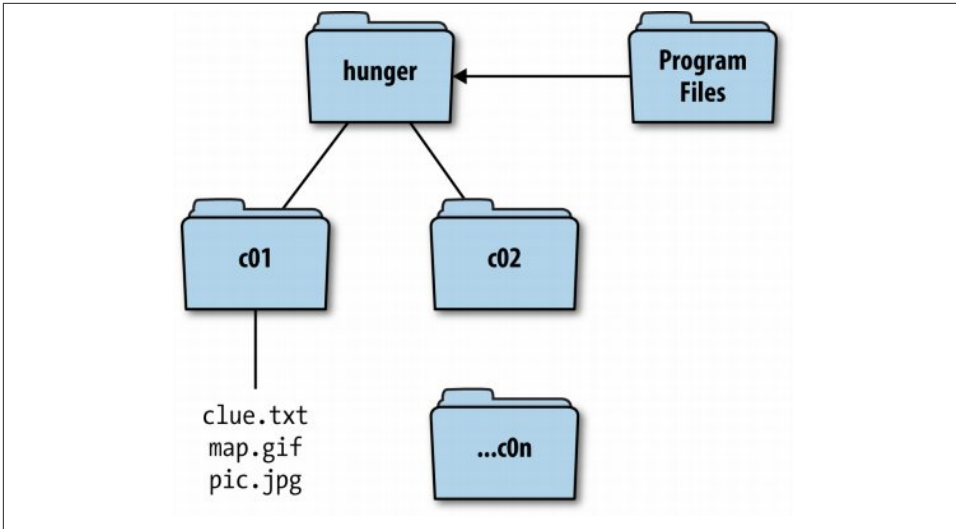 hunger
Program
Files
c01
c02
clue.txt
map.gif
pic.jpg
...c0n